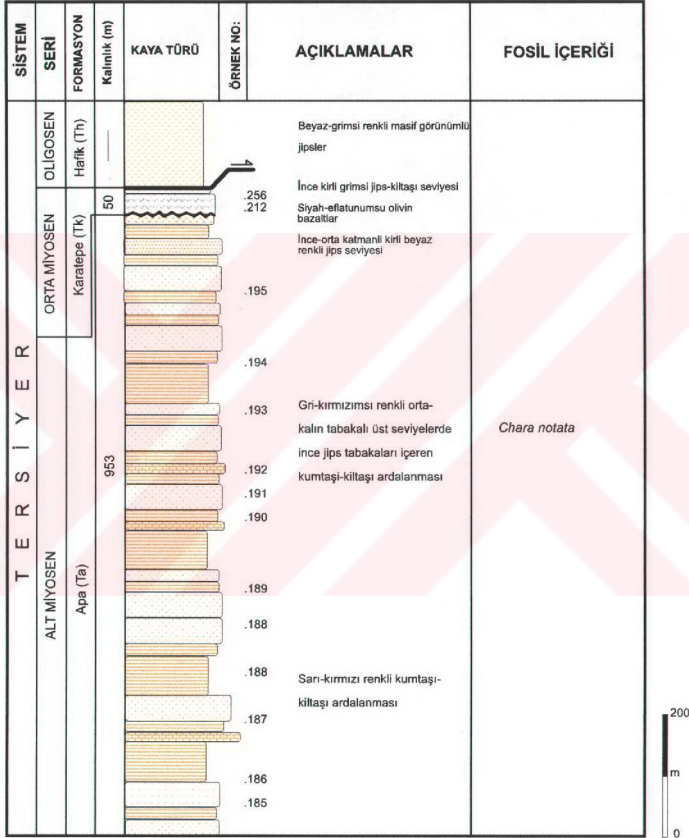 SİSTEM
SERİ
FORMASYON
Kalınlık (m)
KAYA TÜRÜ
ÖRNEK NO:
AÇIKLAMALAR
FOSİL İÇERİĞİ
TERSİYER
OLİGOSEN
Hafik (Th)
Beyaz-grimsi renkli masif görünümlü
jipsler
ORTA MİYOSEN
Karatepe (Tk)
50
.256
.212
İnce kirli grimsi jips-kiltaşı seviyesi
Siyah-eflatunumsu olivin
bazaltlar
İnce-orta katmanli kirli beyaz
renkli jips seviyesi
.195
ALT MİYOSEN
Apa (Ta)
953
.194
.193
.192
.191
.190
Gri-kırmızımsı renkli orta-
kalın tabakalı üst seviyelerde
ince jips tabakaları içeren
kumtaşi-kiltaşı ardalanması
Chara notata
.189
.188
.188
.187
.186
.185
Sarı-kırmızı renkli kumtaşı-
kiltaşı ardalanması
200
m
0